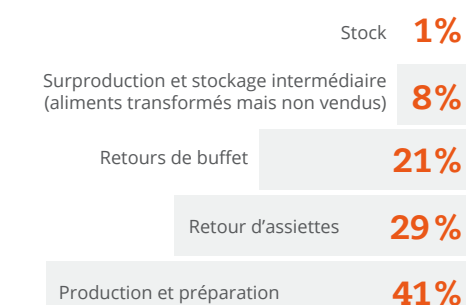 Stock 1%
Surproduction et stockage intermédiaire
(aliments transformés mais non vendus) 8%
Retours de buffet 21%
Retour d’assiettes 29%
Production et préparation 41%